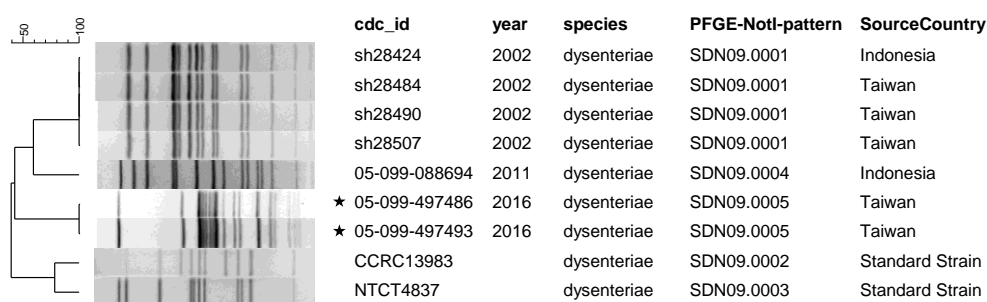 50 100 cdc_id year species PFGE-NotI-pattern SourceCountry
sh28424 2002 dysenteriae SDN09.0001 Indonesia
sh28484 2002 dysenteriae SDN09.0001 Taiwan
sh28490 2002 dysenteriae SDN09.0001 Taiwan
sh28507 2002 dysenteriae SDN09.0001 Taiwan
05-099-088694 2011 dysenteriae SDN09.0004 Indonesia
★ 05-099-497486 2016 dysenteriae SDN09.0005 Taiwan
★ 05-099-497493 2016 dysenteriae SDN09.0005 Taiwan
CCRC13983 dysenteriae SDN09.0002 Standard Strain
NTCT4837 dysenteriae SDN09.0003 Standard Strain